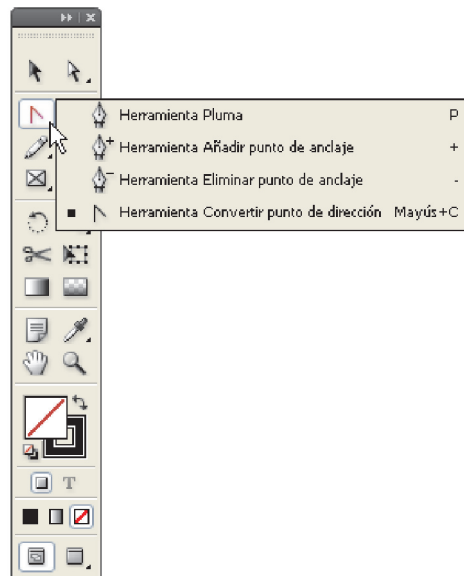 Herramienta Pluma P
Herramienta Añadir punto de anclaje +
Herramienta Eliminar punto de anclaje -
Herramienta Convertir punto de dirección Mayús+C
T